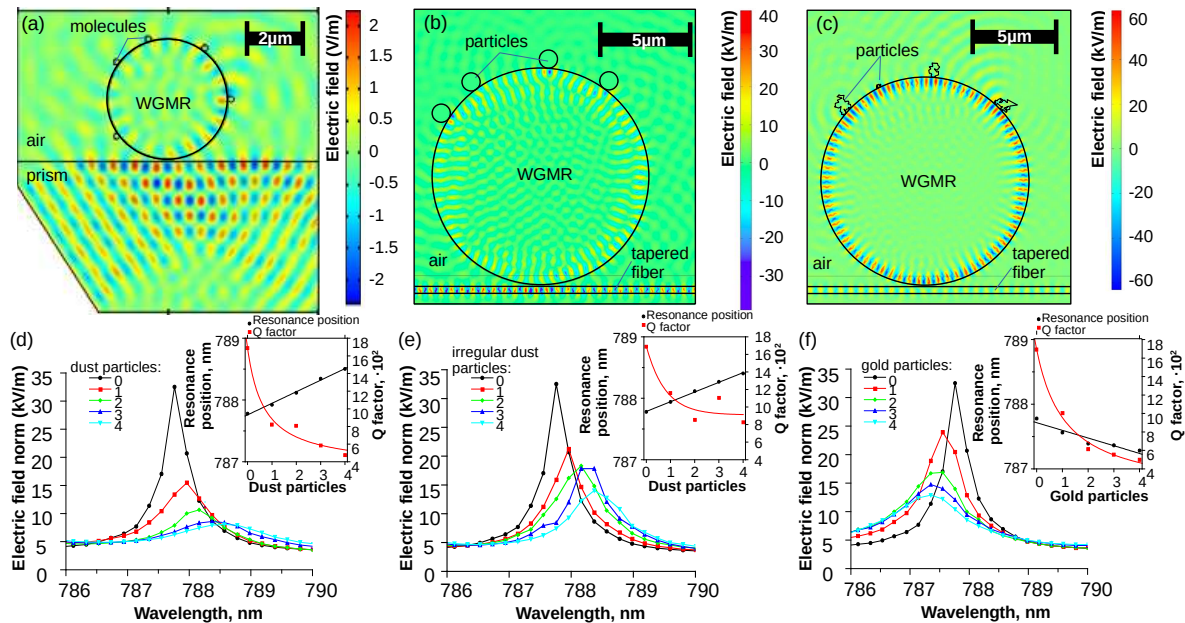 (a)
molecules
2µm
WGMR
air
prism
Electric field (V/m)
2
1.5
1
0.5
0
-0.5
-1
-1.5
-2
(b)
particles
5µm
WGMR
air
tapered
fiber
Electric field (kV/m)
40
30
20
10
0
-10
-20
-30
(c)
particles
5µm
WGMR
air
tapered
fiber
Electric field (kV/m)
60
40
20
0
-20
-40
-60
(d)
dust particles:
0
1
2
3
4
Electric field norm (kV/m)
35
30
25
20
15
10
5
0
786 787 788 789 790
Wavelength, nm
Resonance position
Q factor
Resonance
position, nm
789
788
787
Q factor, ·10²
18
16
14
12
10
8
6
4
0 1 2 3 4
Dust particles
(e)
irregular dust
particles:
0
1
2
3
4
Electric field norm (kV/m)
35
30
25
20
15
10
5
0
786 787 788 789 790
Wavelength, nm
Resonance position
Q factor
Resonance
position, nm
789
788
787
Q factor, ·10²
18
16
14
12
10
8
6
4
0 1 2 3 4
Dust particles
(f)
gold particles:
0
1
2
3
4
Electric field norm (kV/m)
35
30
25
20
15
10
5
0
786 787 788 789 790
Wavelength, nm
Resonance position
Q factor
Resonance
position, nm
789
788
787
Q factor, ·10²
18
16
14
12
10
8
6
4
0 1 2 3 4
Gold particles